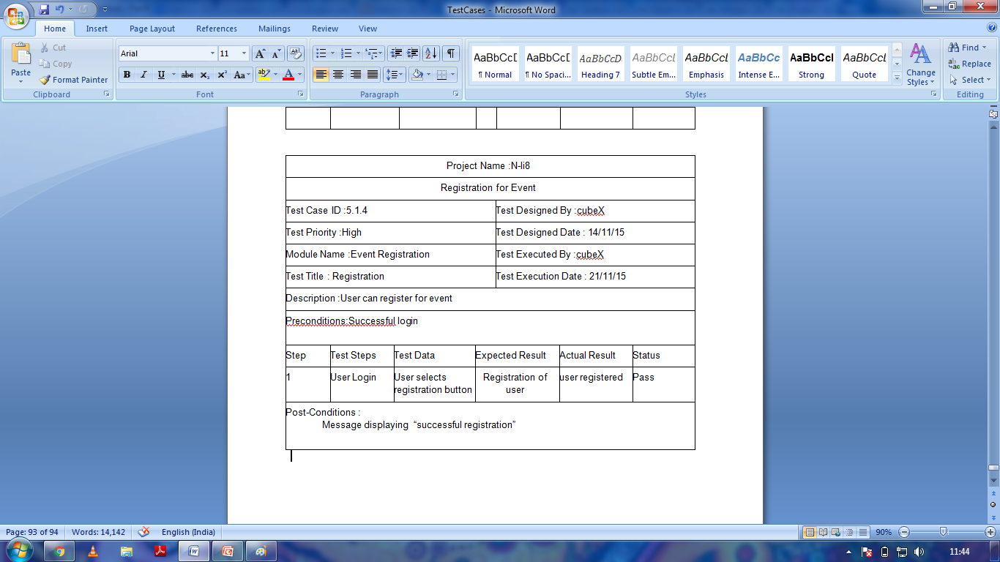 TestCases - Microsoft Word
Home Insert Page Layout References Mailings Review View
Paste
Cut
Copy
Format Painter
Clipboard
Arial 11
B I U abc X₂ X² Aa
Font
Paragraph
AaBbCcD AaBbCcD AaBbCcD AaBbCcL AaBbCcL AaBbCc AaBbCcI AaBbCcL
¶ Normal ¶ No Spaci... Heading 7 Subtle Em... Emphasis Intense E... Strong Quote
Change Styles
Styles
Find
Replace
Select
Editing
Project Name :N-li8
Registration for Event
Test Case ID :5.1.4 Test Designed By :cubeX
Test Priority :High Test Designed Date : 14/11/15
Module Name :Event Registration Test Executed By :cubeX
Test Title : Registration Test Execution Date : 21/11/15
Description :User can register for event
Preconditions:Successful login
Step Test Steps Test Data Expected Result Actual Result Status
1 User Login User selects registration button Registration of user user registered Pass
Post-Conditions :
Message displaying “successful registration”
Page: 93 of 94 Words: 14,142 English (India) 90%
11:44